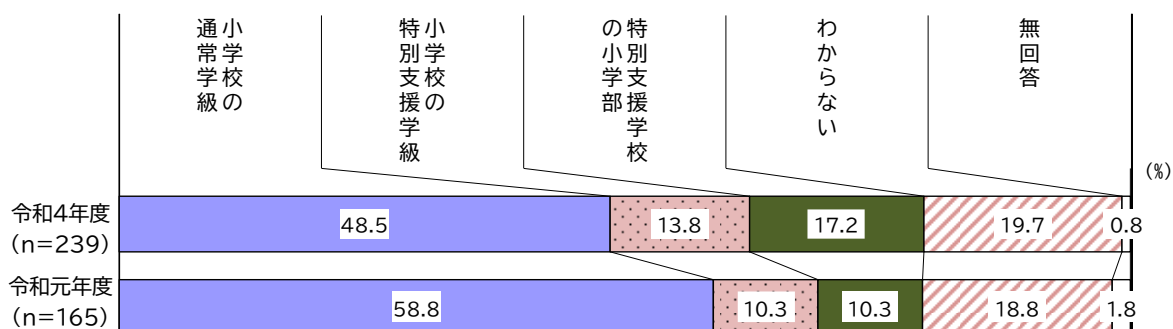 小学校の
通常学級
小学校の
特別支援学級
特別支援学校
の小学部
わからない
無回答
(%)
令和4年度
(n=239)
48.5
13.8
17.2
19.7
0.8
令和元年度
(n=165)
58.8
10.3
10.3
18.8
1.8